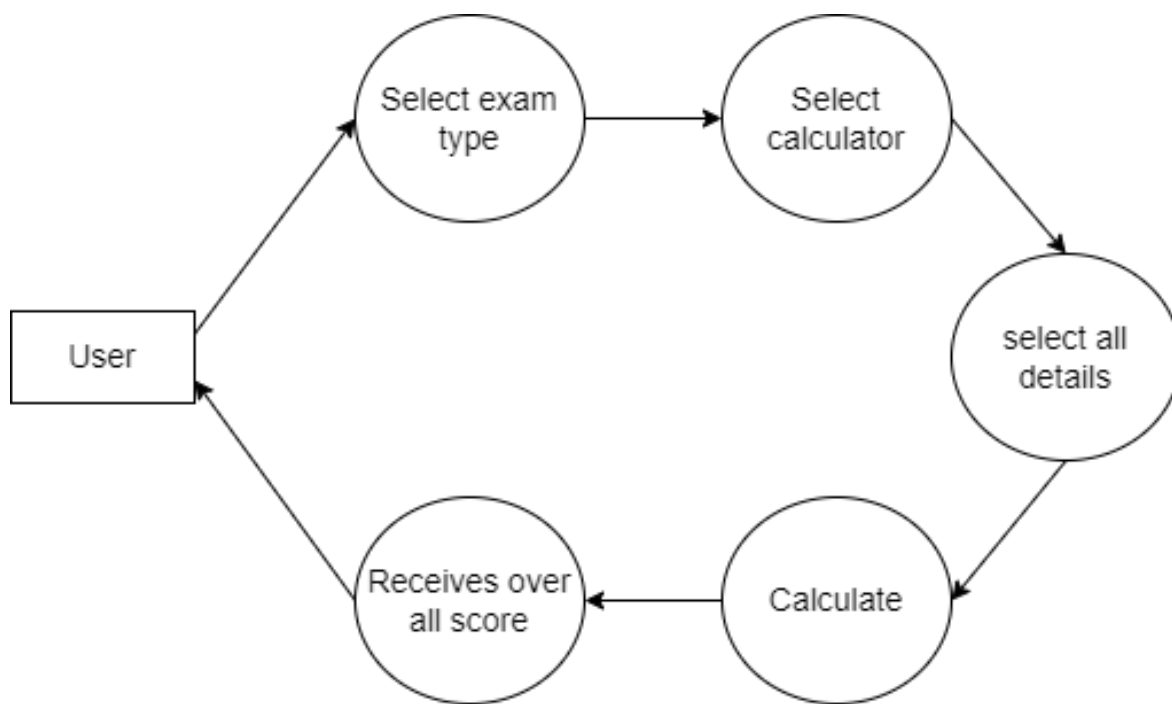 Select exam
type
Select
calculator
User
select all
details
Receives over
all score
Calculate